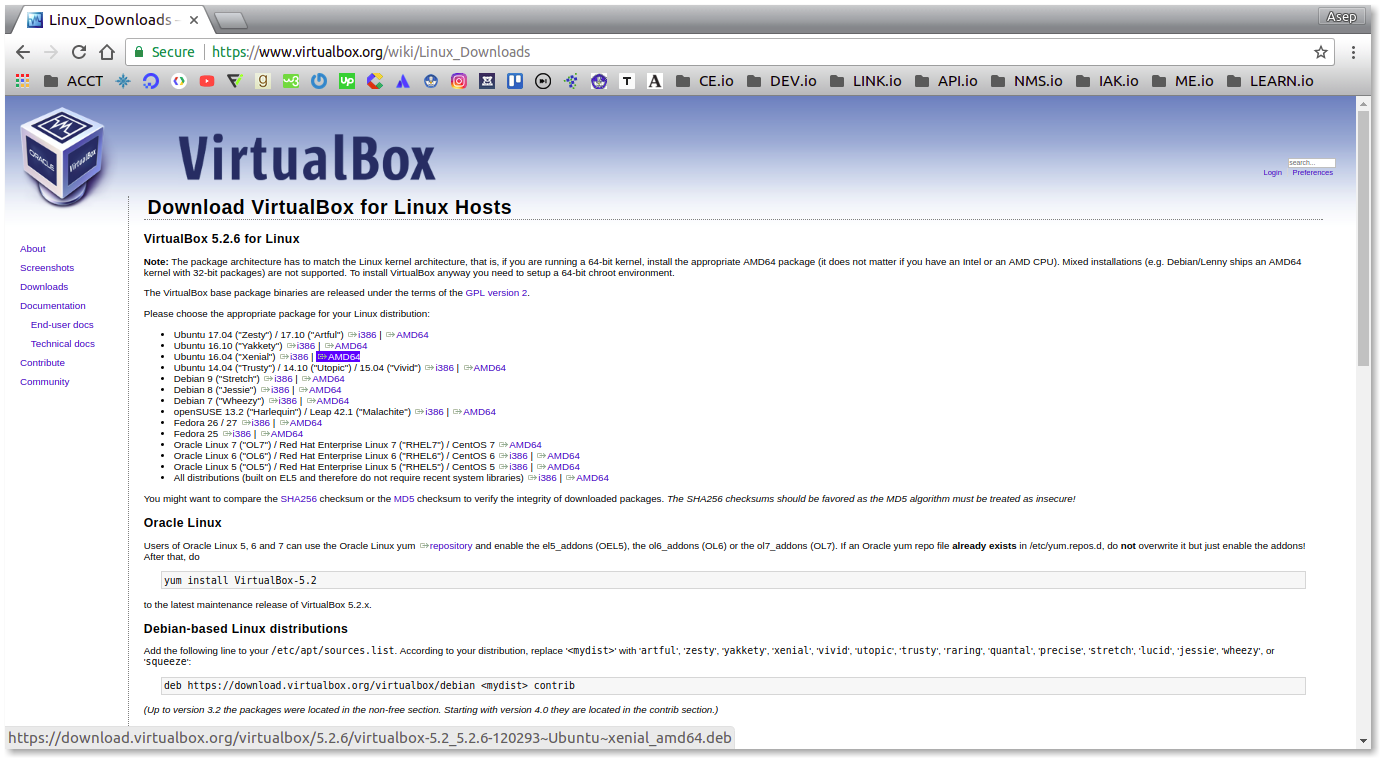 Linux_Downloads –
Asep
Secure https://www.virtualbox.org/wiki/Linux_Downloads
ACCT g w3 Up T A CE.io DEV.io LINK.io API.io NMS.io IAK.io ME.io LEARN.io
ORACLE VirtualBox
VirtualBox
search...
Login Preferences
Download VirtualBox for Linux Hosts
About
Screenshots
Downloads
Documentation
End-user docs
Technical docs
Contribute
Community
VirtualBox 5.2.6 for Linux
Note: The package architecture has to match the Linux kernel architecture, that is, if you are running a 64-bit kernel, install the appropriate AMD64 package (it does not matter if you have an Intel or an AMD CPU). Mixed installations (e.g. Debian/Lenny ships an AMD64
kernel with 32-bit packages) are not supported. To install VirtualBox anyway you need to setup a 64-bit chroot environment.
The VirtualBox base package binaries are released under the terms of the GPL version 2.
Please choose the appropriate package for your Linux distribution:
• Ubuntu 17.04 ("Zesty") / 17.10 ("Artful") i386 | AMD64
• Ubuntu 16.10 ("Yakkety") i386 | AMD64
• Ubuntu 16.04 ("Xenial") i386 | AMD64
• Ubuntu 14.04 ("Trusty") / 14.10 ("Utopic") / 15.04 ("Vivid") i386 | AMD64
• Debian 9 ("Stretch") i386 | AMD64
• Debian 8 ("Jessie") i386 | AMD64
• Debian 7 ("Wheezy") i386 | AMD64
• openSUSE 13.2 ("Harlequin") / Leap 42.1 ("Malachite") i386 | AMD64
• Fedora 26 / 27 i386 | AMD64
• Fedora 25 i386 | AMD64
• Oracle Linux 7 ("OL7") / Red Hat Enterprise Linux 7 ("RHEL7") / CentOS 7 AMD64
• Oracle Linux 6 ("OL6") / Red Hat Enterprise Linux 6 ("RHEL6") / CentOS 6 i386 | AMD64
• Oracle Linux 5 ("OL5") / Red Hat Enterprise Linux 5 ("RHEL5") / CentOS 5 i386 | AMD64
• All distributions (built on EL5 and therefore do not require recent system libraries) i386 | AMD64
You might want to compare the SHA256 checksum or the MD5 checksum to verify the integrity of downloaded packages. The SHA256 checksums should be favored as the MD5 algorithm must be treated as insecure!
Oracle Linux
Users of Oracle Linux 5, 6 and 7 can use the Oracle Linux yum repository and enable the el5_addons (OEL5), the ol6_addons (OL6) or the ol7_addons (OL7). If an Oracle yum repo file already exists in /etc/yum.repos.d, do not overwrite it but just enable the addons!
After that, do
yum install VirtualBox-5.2
to the latest maintenance release of VirtualBox 5.2.x.
Debian-based Linux distributions
Add the following line to your /etc/apt/sources.list. According to your distribution, replace '<mydist>' with 'artful', 'zesty', 'yakkety', 'xenial', 'vivid', 'utopic', 'trusty', 'raring', 'quantal', 'precise', 'stretch', 'lucid', 'jessie', 'wheezy', or
'squeeze':
deb https://download.virtualbox.org/virtualbox/debian <mydist> contrib
(Up to version 3.2 the packages were located in the non-free section. Starting with version 4.0 they are located in the contrib section.)
https://download.virtualbox.org/virtualbox/5.2.6/virtualbox-5.2_5.2.6-120293~Ubuntu~xenial_amd64.deb